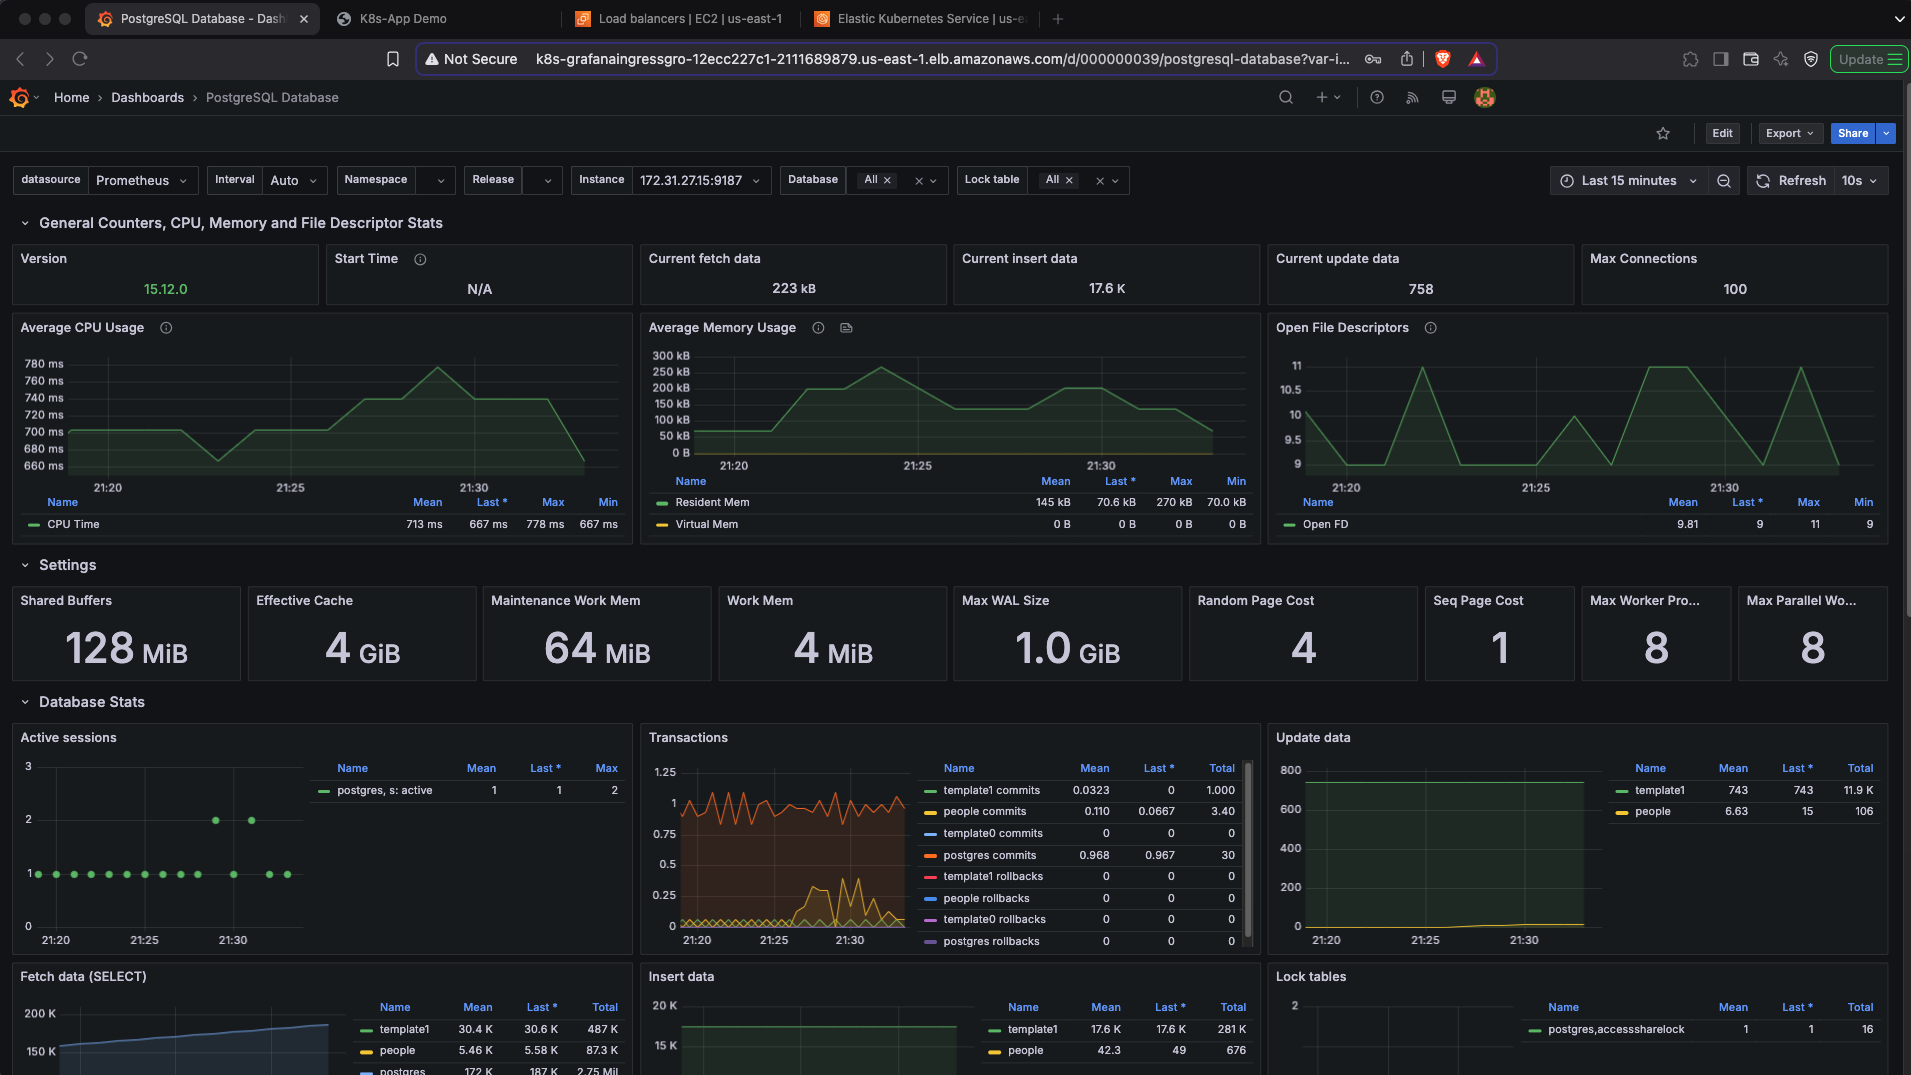 PostgreSQL Database - Dash
K8s-App Demo
Load balancers | EC2 | us-east-1
Elastic Kubernetes Service | us-ea
Not Secure
k8s-grafanaingressgro-12ecc227c1-2111689879.us-east-1.elb.amazonaws.com/d/000000039/postgresql-database?var-i...
Update
Home
Dashboards
PostgreSQL Database
Edit
Export
Share
datasource
Prometheus
Interval
Auto
Namespace
Release
Instance
172.31.27.15:9187
Database
All
Lock table
All
Last 15 minutes
Refresh
10s
General Counters, CPU, Memory and File Descriptor Stats
Version
15.12.0
Start Time
N/A
Current fetch data
223 kB
Current insert data
17.6 K
Current update data
758
Max Connections
100
Average CPU Usage
780 ms
760 ms
740 ms
720 ms
700 ms
680 ms
660 ms
21:20 21:25 21:30
Name Mean Last * Max Min
CPU Time 713 ms 667 ms 778 ms 667 ms
Average Memory Usage
300 kB
250 kB
200 kB
150 kB
100 kB
50 kB
0 B
21:20 21:25 21:30
Name Mean Last * Max Min
Resident Mem 145 kB 70.6 kB 270 kB 70.0 kB
Virtual Mem 0 B 0 B 0 B 0 B
Open File Descriptors
11
10.5
10
9.5
9
21:20 21:25 21:30
Name Mean Last * Max Min
Open FD 9.81 9 11 9
Settings
Shared Buffers
128 MiB
Effective Cache
4 GiB
Maintenance Work Mem
64 MiB
Work Mem
4 MiB
Max WAL Size
1.0 GiB
Random Page Cost
4
Seq Page Cost
1
Max Worker Pro...
8
Max Parallel Wo...
8
Database Stats
Active sessions
3
2
1
0
21:20 21:25 21:30
Name Mean Last * Max
postgres, s: active 1 1 2
Transactions
1.25
1
0.75
0.5
0.25
0
21:20 21:25 21:30
Name Mean Last * Total
template1 commits 0.0323 0 1.000
people commits 0.110 0.0667 3.40
template0 commits 0 0 0
postgres commits 0.968 0.967 30
template1 rollbacks 0 0 0
people rollbacks 0 0 0
template0 rollbacks 0 0 0
postgres rollbacks 0 0 0
Update data
800
600
400
200
0
21:20 21:25 21:30
Name Mean Last * Total
template1 743 743 11.9 K
people 6.63 15 106
Fetch data (SELECT)
200 K
150 K
Name Mean Last * Total
template1 30.4 K 30.6 K 487 K
people 5.46 K 5.58 K 87.3 K
postgres 172 K 187 K 2.75 Mil
Insert data
20 K
15 K
Name Mean Last * Total
template1 17.6 K 17.6 K 281 K
people 42.3 49 676
Lock tables
2
Name Mean Last * Total
postgres,accesssharelock 1 1 16